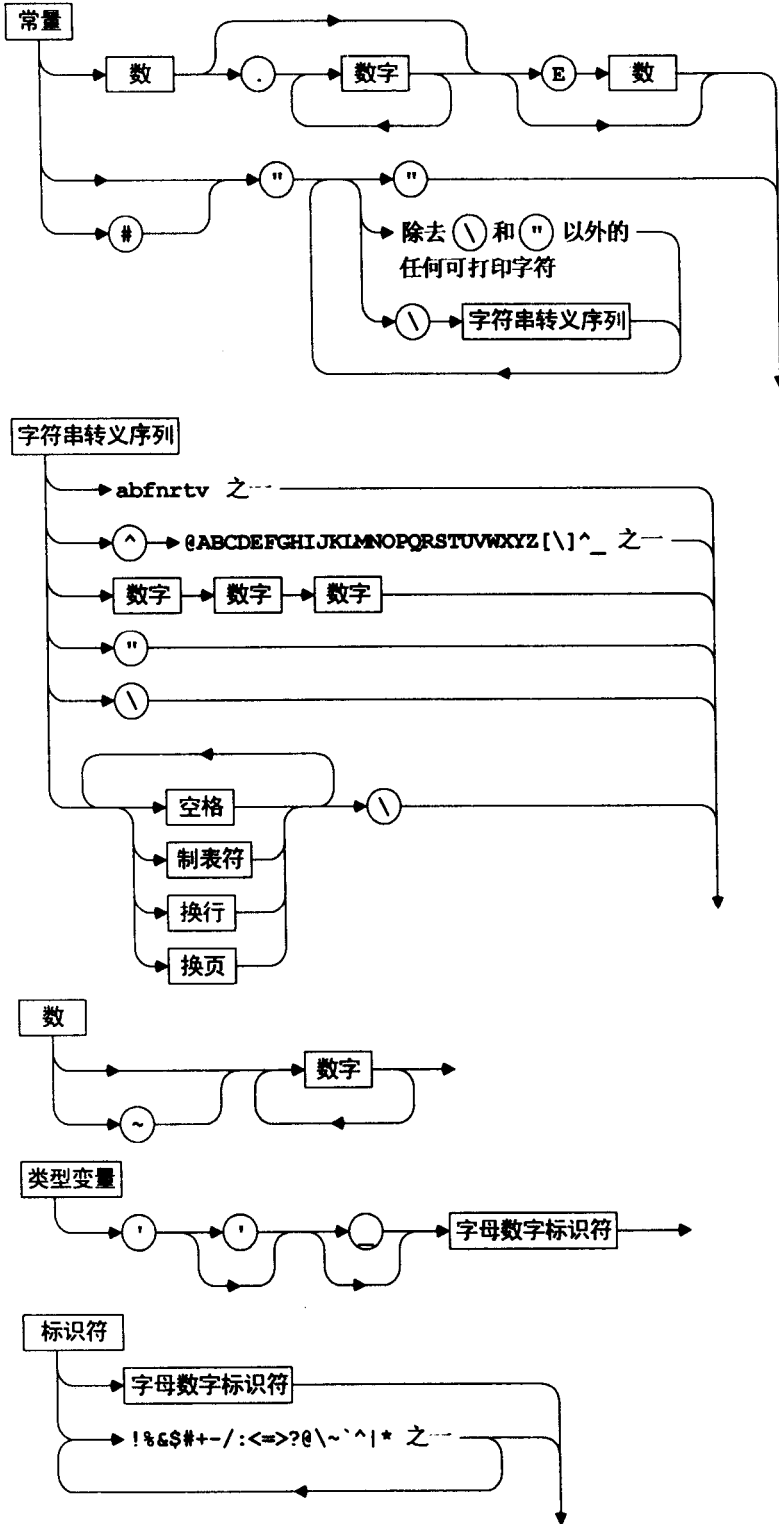 常量
数 . 数字 E 数
" "
#
除去 \ 和 " 以外的
任何可打印字符
\ 字符串转义序列
字符串转义序列
abfnrtv 之一
^ @ABCDEFGHIJKLMNOPQRSTUVWXYZ[\]^_ 之一
数字 数字 数字
"
\
空格 \
制表符
换行
换页
数
数字
~
类型变量
' ' _ 字母数字标识符
标识符
字母数字标识符
!%&$#+-/:<=>?@\~`^|* 之一